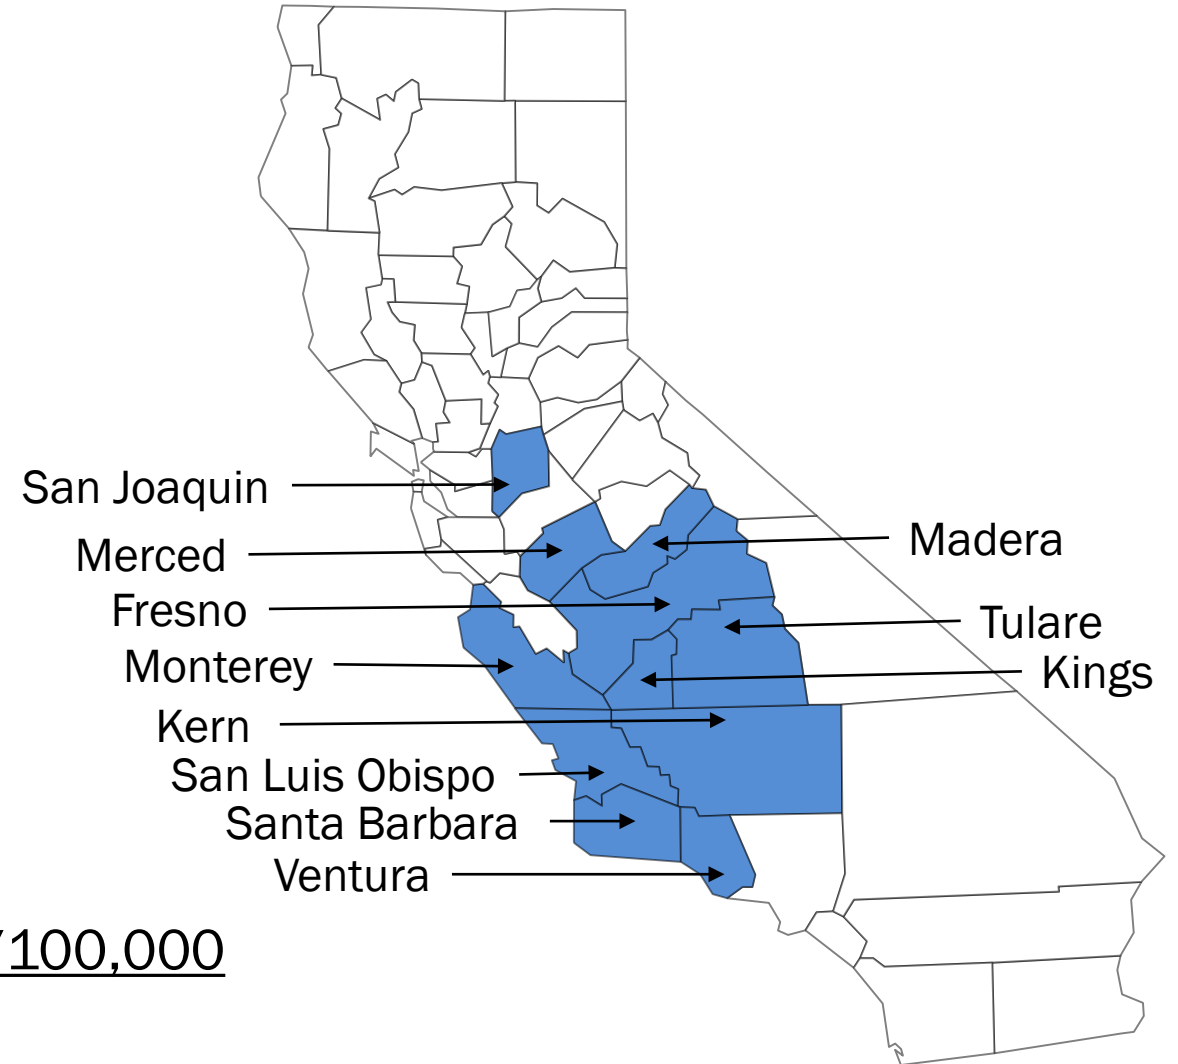 San Joaquin
Merced
Madera
Fresno
Tulare
Monterey
Kings
Kern
San Luis Obispo
Santa Barbara
Ventura
/100,000